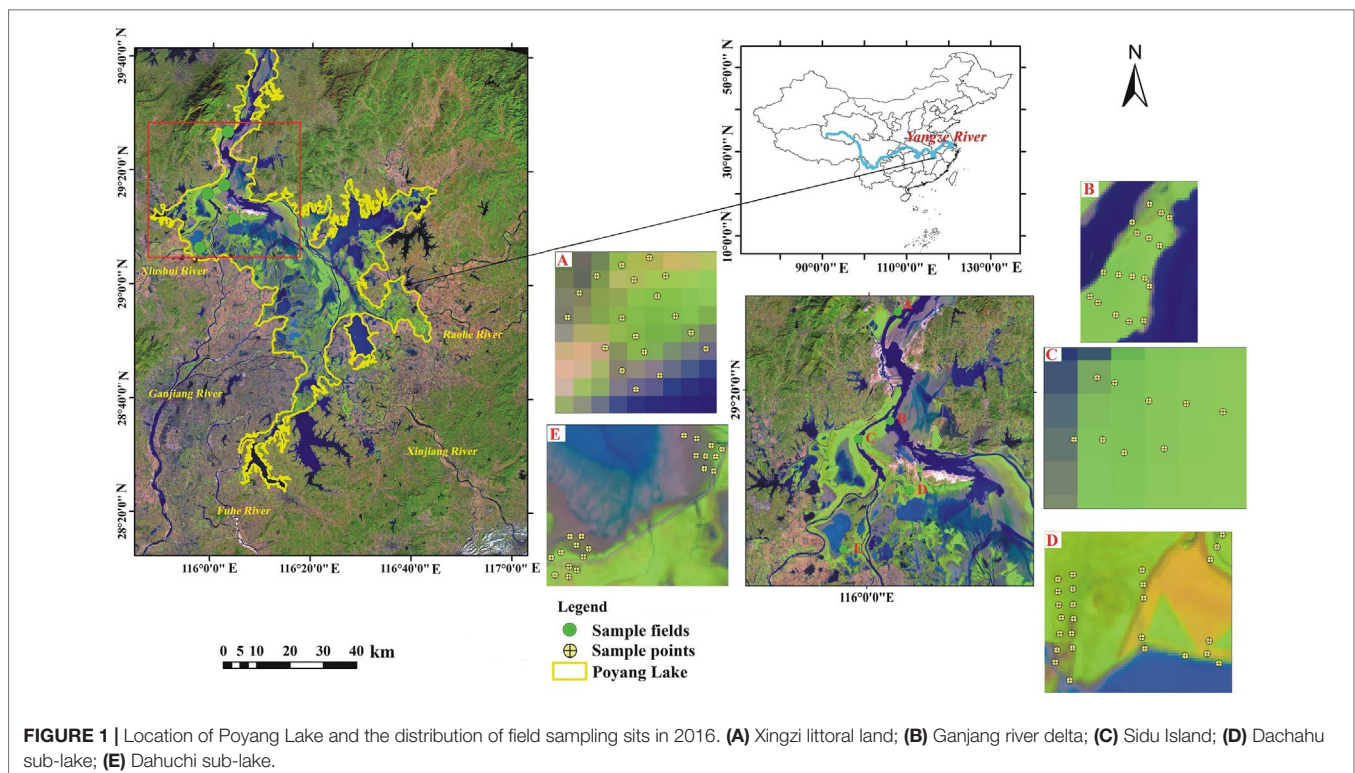 29°40'0" N
29°20'0" N
29°0'0" N
28°40'0" N
28°20'0" N
116°0'0" E
116°20'0" E
116°40'0" E
117°0'0" E
Xiushui River
Raohe River
Ganjiang River
Xinjiang River
Fuhe River
0 5 10 20 30 40 km
50°0'0" N
30°0'0" N
10°0'0" N
90°0'0" E
110°0'0" E
130°0'0" E
Yangze River
N
A
E
Legend
Sample fields
Sample points
Poyang Lake
29°20'0" N
116°0'0" E
A
B
C
D
E
B
C
D
FIGURE 1 | Location of Poyang Lake and the distribution of field sampling sits in 2016. (A) Xingzi littoral land; (B) Ganjang river delta; (C) Sidu Island; (D) Dachahu
sub-lake; (E) Dahuchi sub-lake.